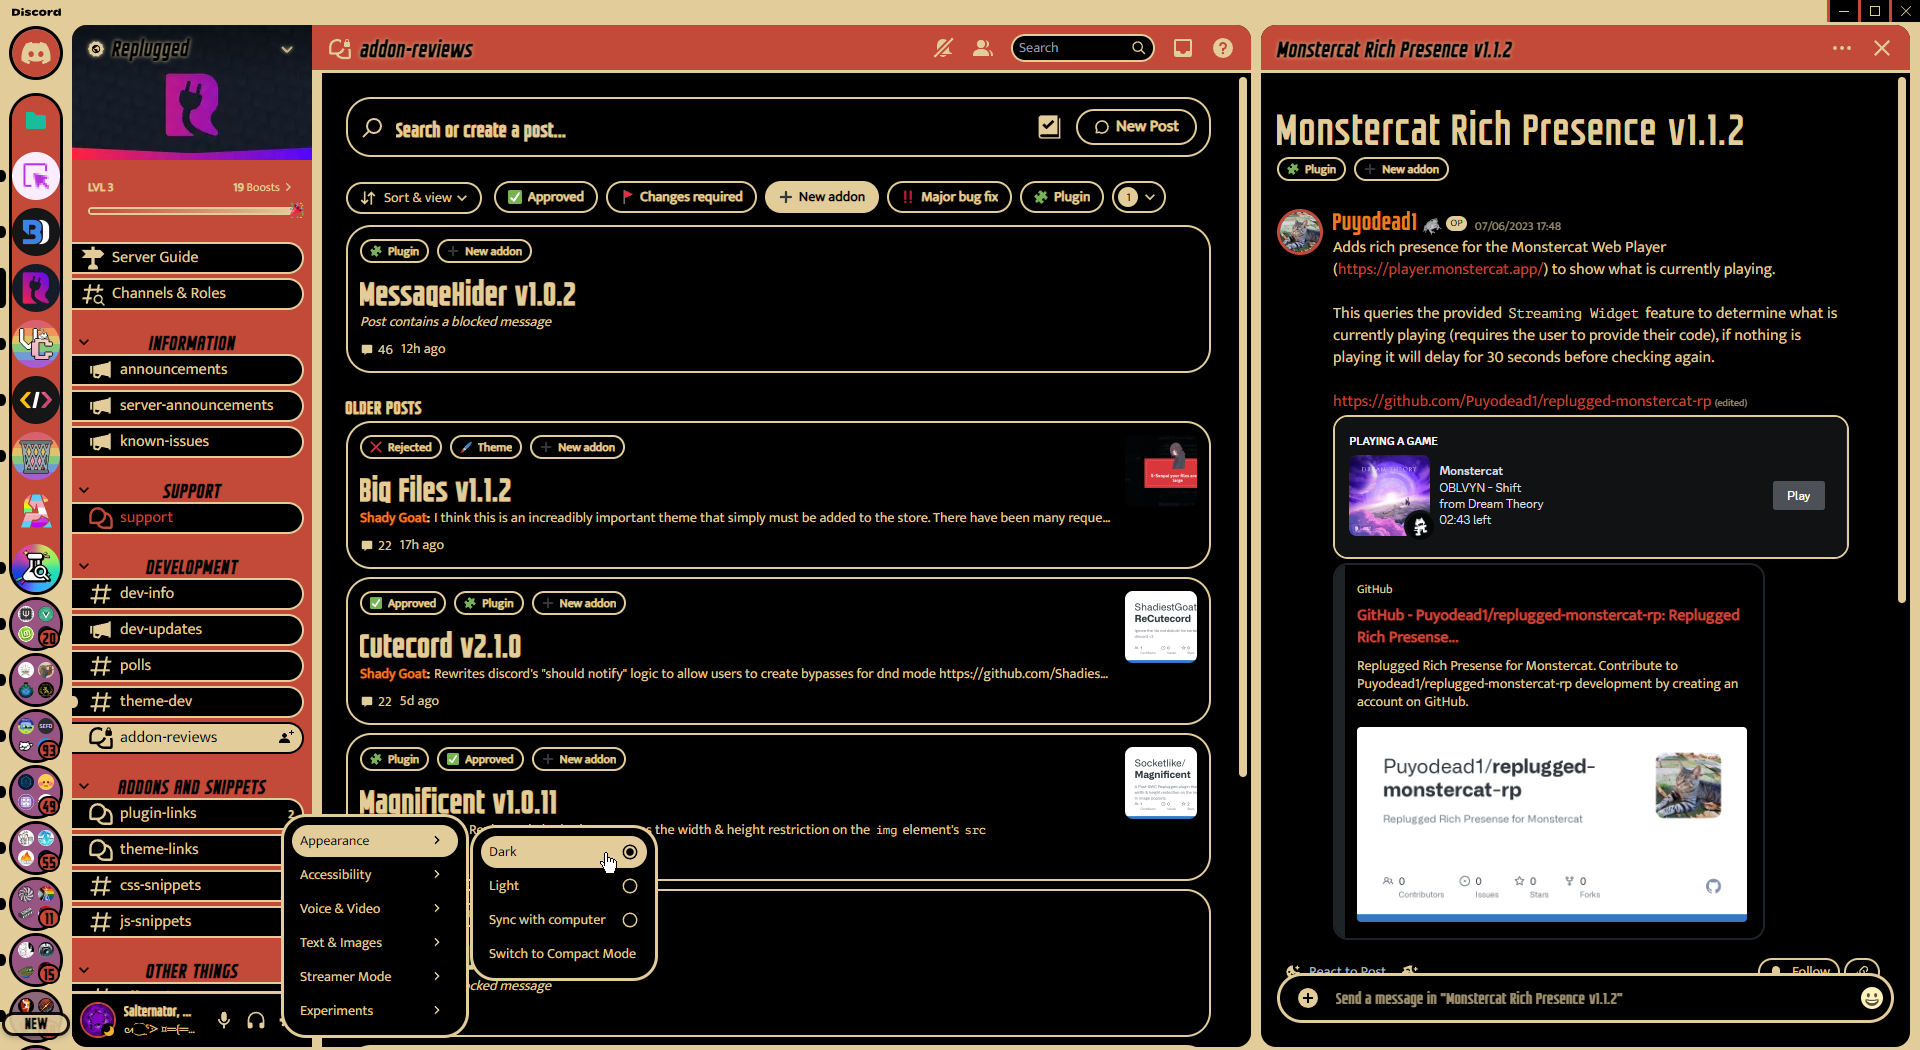 Discord
Replugged
LVL 3
19 Boosts
Server Guide
Channels & Roles
INFORMATION
announcements
server-announcements
known-issues
SUPPORT
support
DEVELOPMENT
dev-info
dev-updates
polls
theme-dev
addon-reviews
ADDONS AND SNIPPETS
plugin-links
2
theme-links
css-snippets
js-snippets
OTHER THINGS
20
93
49
55
11
15
NEW
Salternator, ...
addon-reviews
Search
Search or create a post...
New Post
Sort & view
Approved
Changes required
New addon
Major bug fix
Plugin
1
Plugin
New addon
MessageHider v1.0.2
Post contains a blocked message
46 12h ago
OLDER POSTS
Rejected
Theme
New addon
Big Files v1.1.2
Shady Goat: I think this is an increadibly important theme that simply must be added to the store. There have been many reque...
22 17h ago
Approved
Plugin
New addon
Cutecord v2.1.0
Shady Goat: Rewrites discord's "should notify" logic to allow users to create bypasses for dnd mode https://github.com/Shadies...
22 5d ago
ShadiestGoat
ReCutecord
Plugin
Approved
New addon
Magnificent v1.0.11
the width & height restriction on the img element's src
Socketlike/
Magnificent
cked message
Appearance
Accessibility
Voice & Video
Text & Images
Streamer Mode
Experiments
Dark
Light
Sync with computer
Switch to Compact Mode
Monstercat Rich Presence v1.1.2
Monstercat Rich Presence v1.1.2
Plugin
New addon
Puyodead1 OP 07/06/2023 17:48
Adds rich presence for the Monstercat Web Player
(https://player.monstercat.app/) to show what is currently playing.
This queries the provided Streaming Widget feature to determine what is
currently playing (requires the user to provide their code), if nothing is
playing it will delay for 30 seconds before checking again.
https://github.com/Puyodead1/replugged-monstercat-rp (edited)
PLAYING A GAME
DREAM THEORY
Monstercat
OBLVYN - Shift
from Dream Theory
02:43 left
Play
GitHub
GitHub - Puyodead1/replugged-monstercat-rp: Replugged
Rich Presense...
Replugged Rich Presense for Monstercat. Contribute to
Puyodead1/replugged-monstercat-rp development by creating an
account on GitHub.
Puyodead1/replugged-
monstercat-rp
Replugged Rich Presense for Monstercat
0
Contributors
0
Issues
0
Stars
0
Forks
React to Post
Follow
Send a message in "Monstercat Rich Presence v1.1.2"